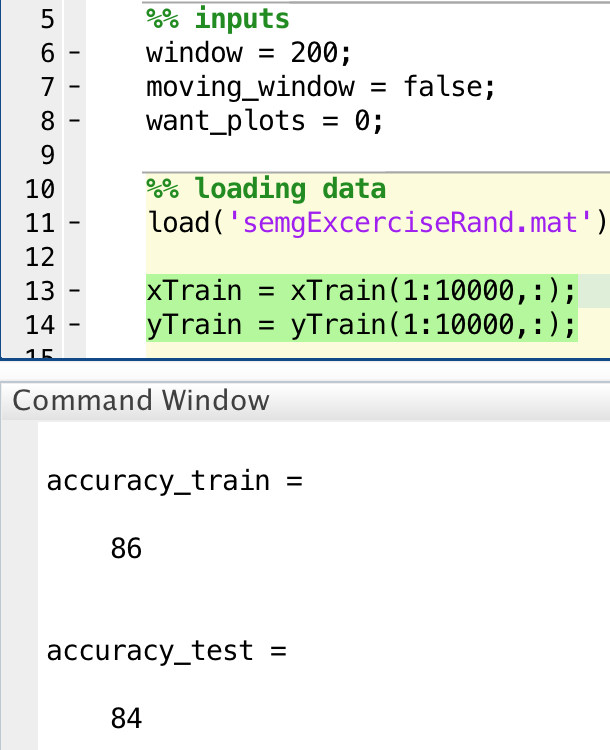 5 %% inputs
6 - window = 200;
7 - moving_window = false;
8 - want_plots = 0;
9
10 %% loading data
11 - load('semgExcerciseRand.mat')
12
13 - xTrain = xTrain(1:10000,:);
14 - yTrain = yTrain(1:10000,:);
15
Command Window
accuracy_train =
86
accuracy_test =
84